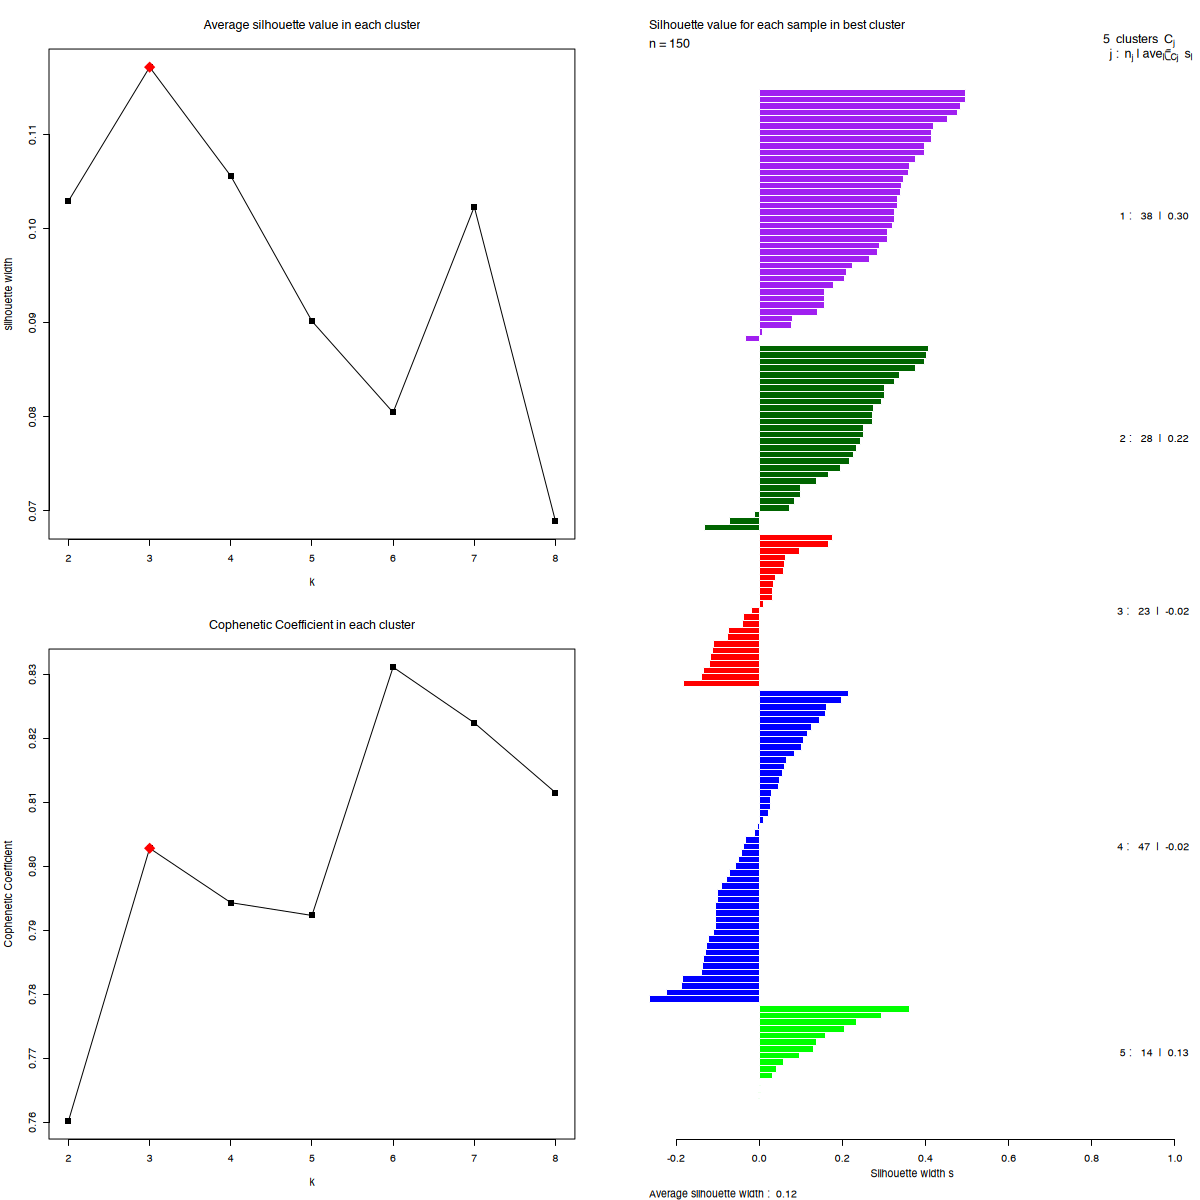 Average silhouette value in each cluster
0.11
0.10
0.09
0.08
0.07
silhouette width
2 3 4 5 6 7 8
k
Cophenetic Coefficient in each cluster
0.83
0.82
0.81
0.80
0.79
0.78
0.77
0.76
Cophenetic Coefficient
2 3 4 5 6 7 8
k
Silhouette value for each sample in best cluster
n = 150
5 clusters Cj
j : nj | avei∈Cj si
1 : 38 | 0.30
2 : 28 | 0.22
3 : 23 | -0.02
4 : 47 | -0.02
5 : 14 | 0.13
-0.2 0.0 0.2 0.4 0.6 0.8 1.0
Silhouette width s
Average silhouette width : 0.12